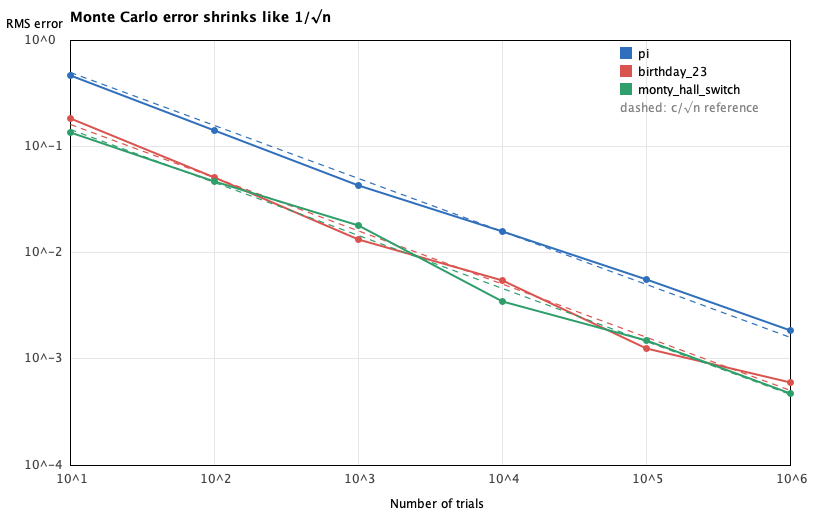 Monte Carlo error shrinks like 1/√n
RMS error
10^0
10^-1
10^-2
10^-3
10^-4
pi
birthday_23
monty_hall_switch
dashed: c/√n reference
10^1 10^2 10^3 10^4 10^5 10^6
Number of trials